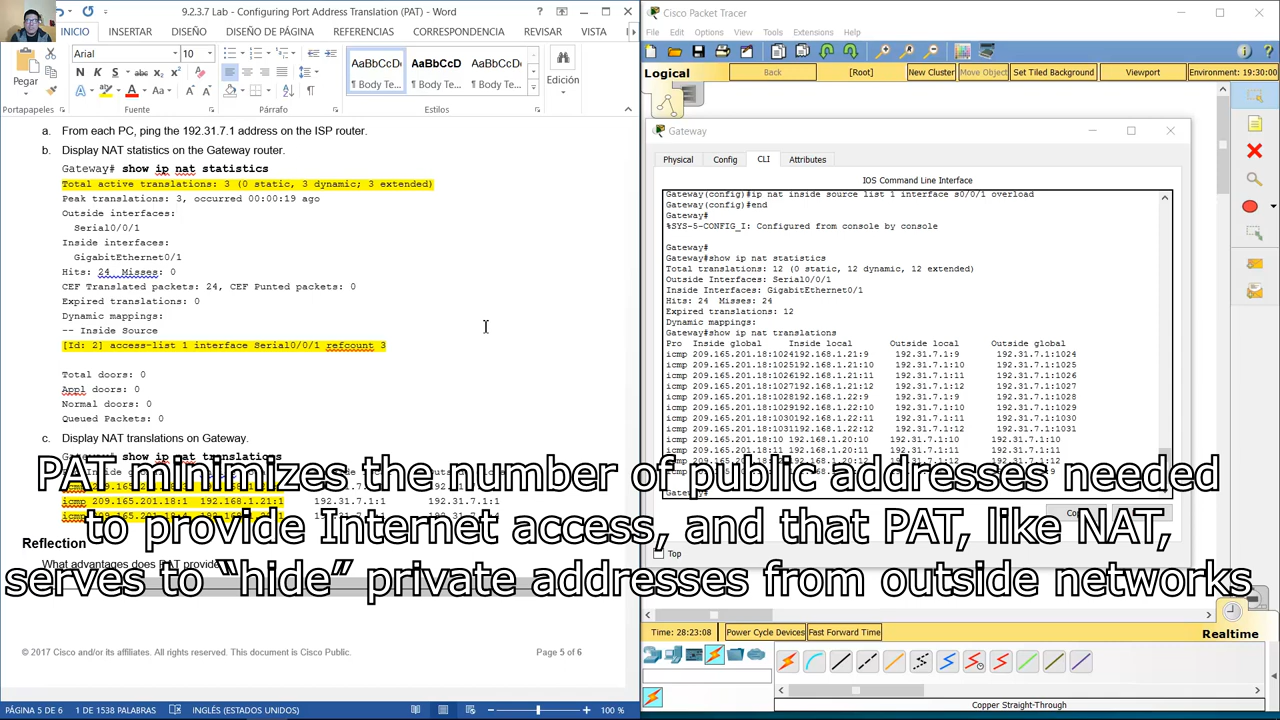 9.2.3.7 Lab - Configuring Port Address Translation (PAT) - Word
INICIO INSERTAR DISEÑO DISEÑO DE PÁGINA REFERENCIAS CORRESPONDENCIA REVISAR VISTA
Arial 10
Pegar
N K S abc x₂ x²
AaBbCcDc AaBbCcD AaBbCcDc
¶ Body Te... ¶ Body Te... ¶ Body Te...
Edición
Portapapeles Fuente Párrafo Estilos
a. From each PC, ping the 192.31.7.1 address on the ISP router.
b. Display NAT statistics on the Gateway router.
Gateway# show ip nat statistics
Total active translations: 3 (0 static, 3 dynamic; 3 extended)
Peak translations: 3, occurred 00:00:19 ago
Outside interfaces:
Serial0/0/1
Inside interfaces:
GigabitEthernet0/1
Hits: 24 Misses: 0
CEF Translated packets: 24, CEF Punted packets: 0
Expired translations: 0
Dynamic mappings:
-- Inside Source
[Id: 2] access-list 1 interface Serial0/0/1 refcount 3
Total doors: 0
Appl doors: 0
Normal doors: 0
Queued Packets: 0
c. Display NAT translations on Gateway.
show ip nat translations
icmp 209.165.201.18:1 192.168.1.21:1
Reflection
What advantages does PAT provide
© 2017 Cisco and/or its affiliates. All rights reserved. This document is Cisco Public. Page 5 of 6
PÁGINA 5 DE 6 1 DE 1538 PALABRAS INGLÉS (ESTADOS UNIDOS) 100 %
Cisco Packet Tracer
File Edit Options View Tools Extensions Help
Logical Back [Root] New Cluster Move Object Set Tiled Background Viewport Environment: 19:30:00
Gateway
Physical Config CLI Attributes
IOS Command Line Interface
Gateway(config)#ip nat inside source list 1 interface s0/0/1 overload
Gateway(config)#end
Gateway#
%SYS-5-CONFIG_I: Configured from console by console
Gateway#
Gateway#show ip nat statistics
Total translations: 12 (0 static, 12 dynamic, 12 extended)
Outside Interfaces: Serial0/0/1
Inside Interfaces: GigabitEthernet0/1
Hits: 24 Misses: 24
Expired translations: 12
Dynamic mappings:
Gateway#show ip nat translations
Pro Inside global Inside local Outside local Outside global
icmp 209.165.201.18:1024192.168.1.21:9 192.31.7.1:9 192.31.7.1:1024
icmp 209.165.201.18:1025192.168.1.21:10 192.31.7.1:10 192.31.7.1:1025
icmp 209.165.201.18:1026192.168.1.21:11 192.31.7.1:11 192.31.7.1:1026
icmp 209.165.201.18:1027192.168.1.21:12 192.31.7.1:12 192.31.7.1:1027
icmp 209.165.201.18:1028192.168.1.22:9 192.31.7.1:9 192.31.7.1:1028
icmp 209.165.201.18:1029192.168.1.22:10 192.31.7.1:10 192.31.7.1:1029
icmp 209.165.201.18:1030192.168.1.22:11 192.31.7.1:11 192.31.7.1:1030
icmp 209.165.201.18:1031192.168.1.22:12 192.31.7.1:12 192.31.7.1:1031
icmp 209.165.201.18:10 192.168.1.20:10 192.31.7.1:10 192.31.7.1:10
Top
Time: 28:23:08 Power Cycle Devices Fast Forward Time
Realtime
Copper Straight-Through
PAT minimizes the number of public addresses needed
to provide Internet access, and that PAT, like NAT,
serves to “hide” private addresses from outside networks